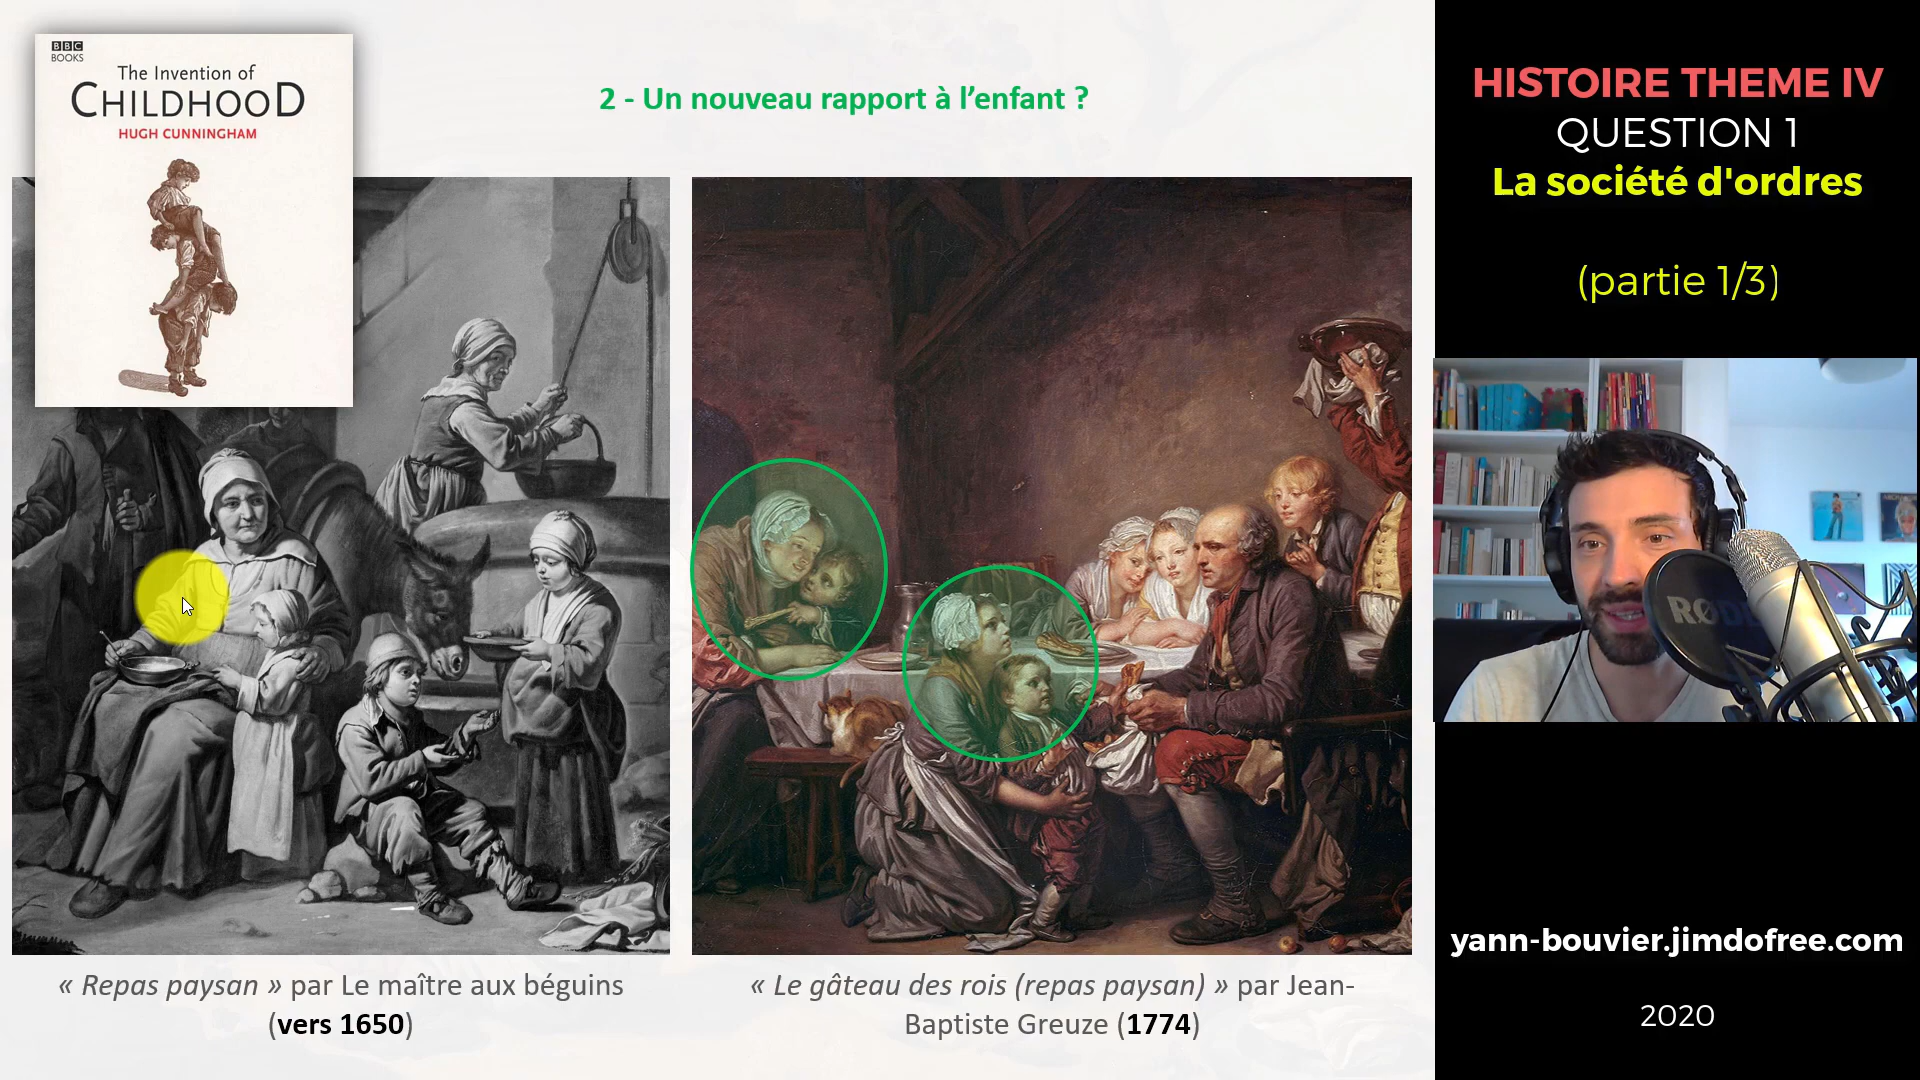 BBC
BOOKS
The Invention of
CHILDHOOD
HUGH CUNNINGHAM
2 - Un nouveau rapport à l’enfant ?
« Repas paysan » par Le maître aux béguins
(vers 1650)
« Le gâteau des rois (repas paysan) » par Jean-
Baptiste Greuze (1774)
HISTOIRE THEME IV
QUESTION 1
La société d'ordres
(partie 1/3)
RØDE
yann-bouvier.jimdofree.com
2020